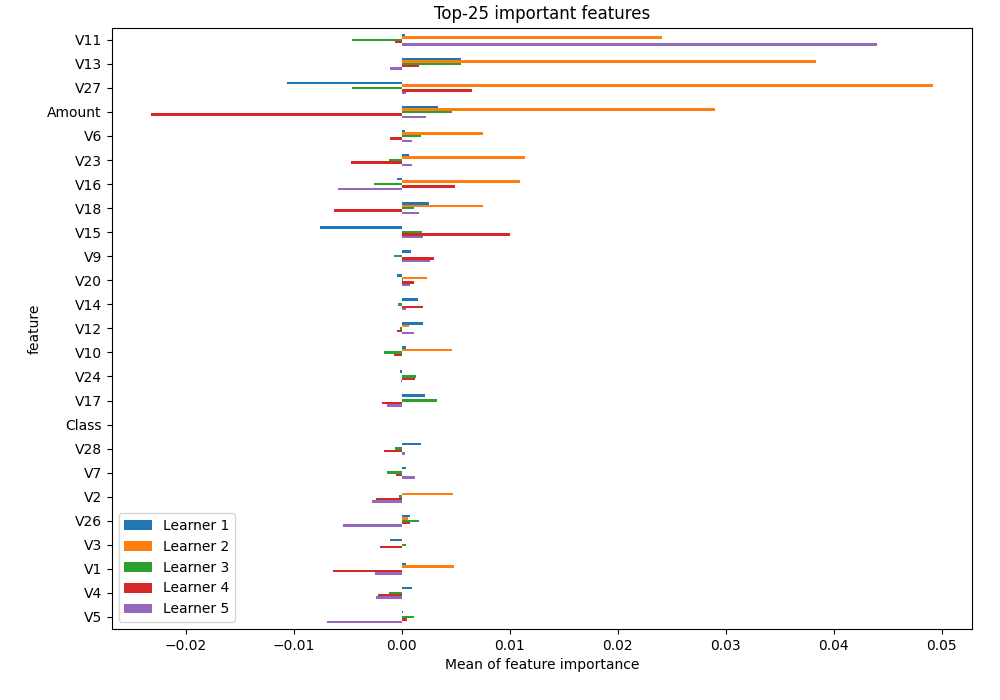 Top-25 important features
V11
V13
V27
Amount
V6
V23
V16
V18
V15
V9
V20
V14
V12
V10
V24
V17
Class
V28
V7
V2
V26
V3
V1
V4
V5
feature
Learner 1
Learner 2
Learner 3
Learner 4
Learner 5
−0.02 −0.01 0.00 0.01 0.02 0.03 0.04 0.05
Mean of feature importance